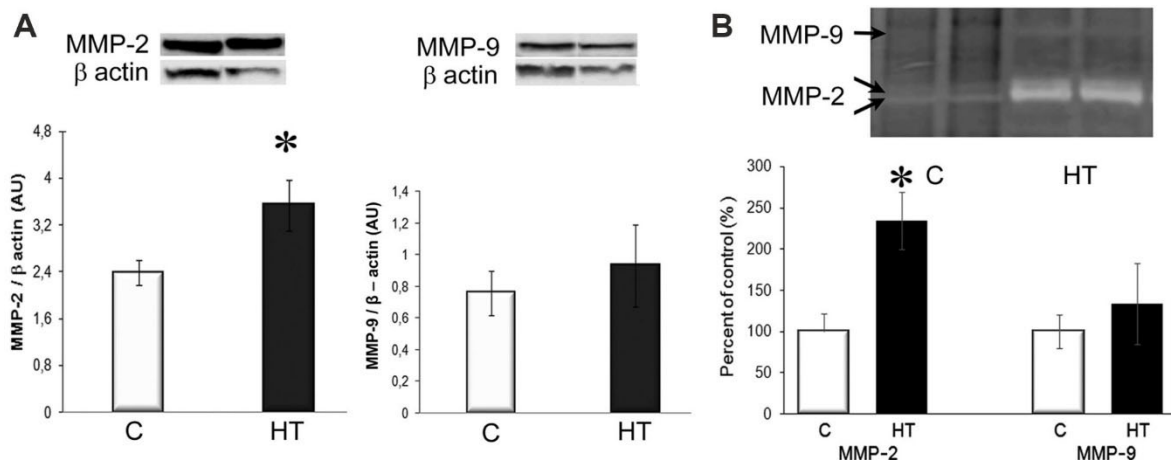 A
MMP-2
β actin
MMP-9
β actin
MMP-2 / β actin (AU)
4,8
4
3,2
2,4
1,6
0,8
0
*
C
HT
MMP-9 / β – actin (AU)
1,4
1,2
1
0,8
0,6
0,4
0,2
0
C
HT
B
MMP-9
MMP-2
C
HT
Percent of control (%)
300
250
200
150
100
50
0
*
C
HT
C
HT
MMP-2
MMP-9